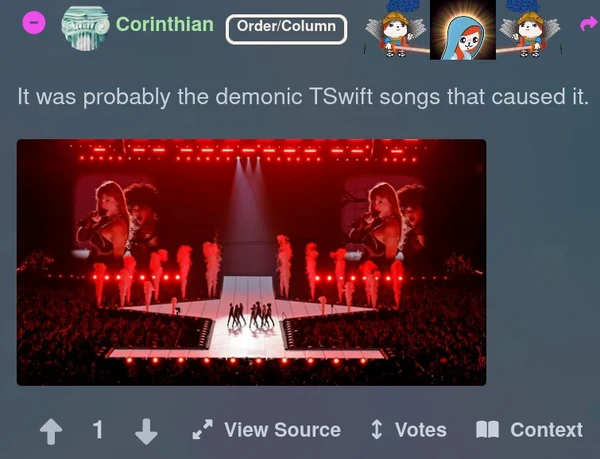 Corinthian Order/Column
It was probably the demonic TSwift songs that caused it.
1 View Source Votes Context